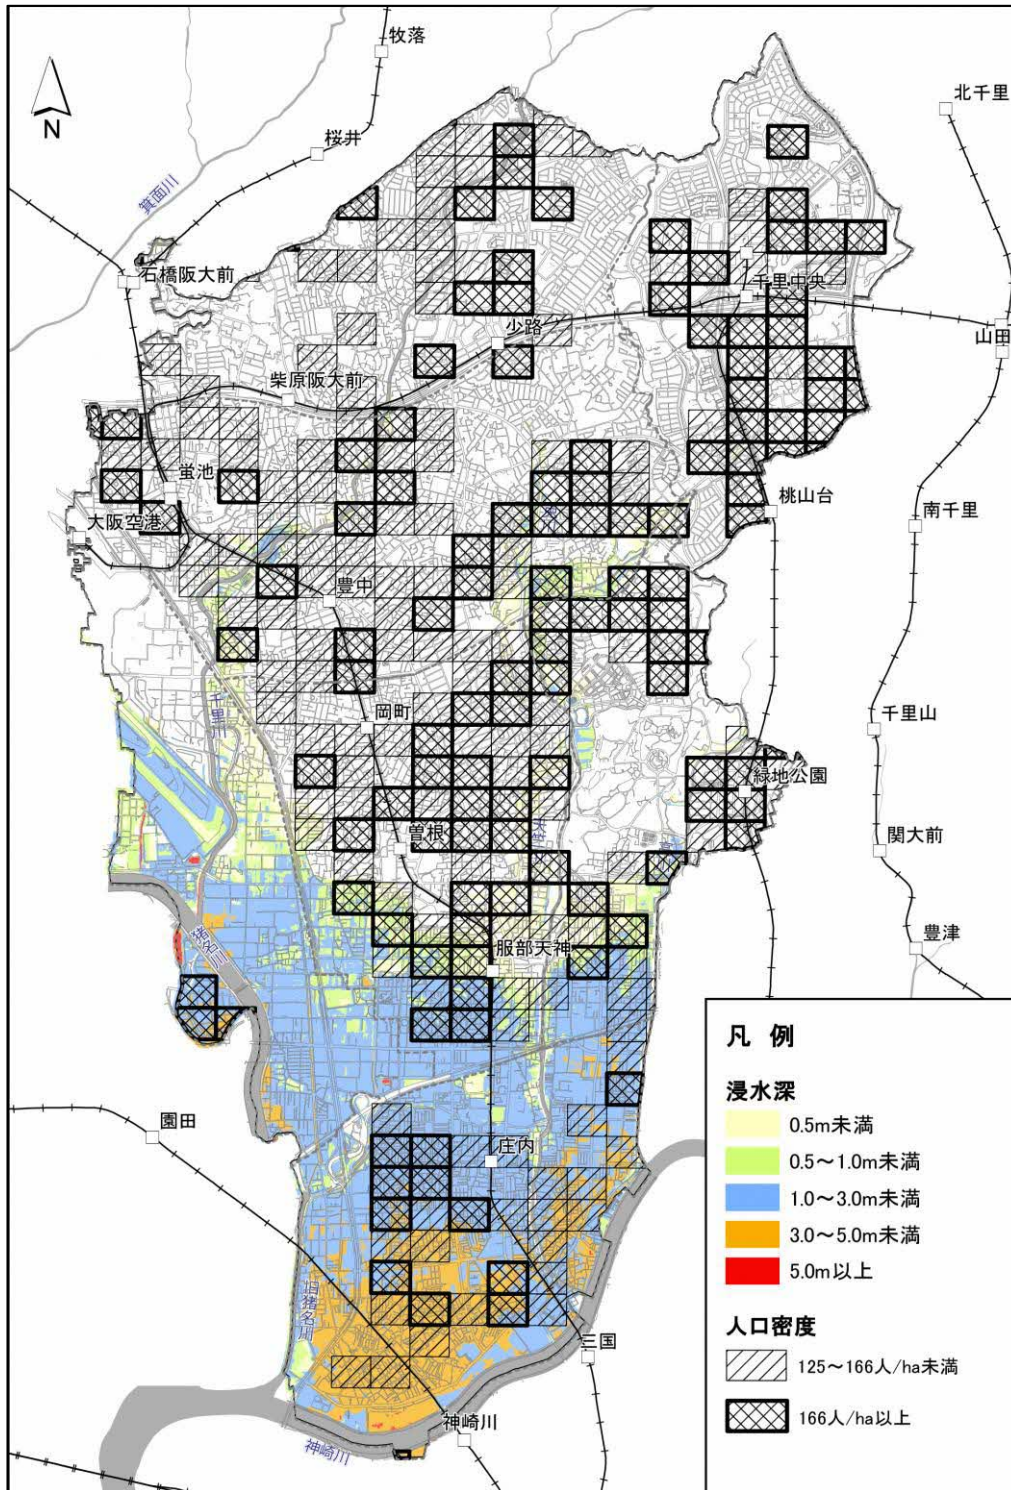 牧落
北千里
桜井
N
箕面川
石橋阪大前
千里中央
少路
山田
柴原阪大前
蛍池
桃山台
大阪空港
南千里
豊中
千里川
岡町
千里山
緑地公園
曽根
関大前
猪名川
服部天神
豊津
園田
庄内
旧猪名川
三国
神崎川
神崎川
凡 例
浸水深
0.5m未満
0.5～1.0m未満
1.0～3.0m未満
3.0～5.0m未満
5.0m以上
人口密度
125～166人/ha未満
166人/ha以上